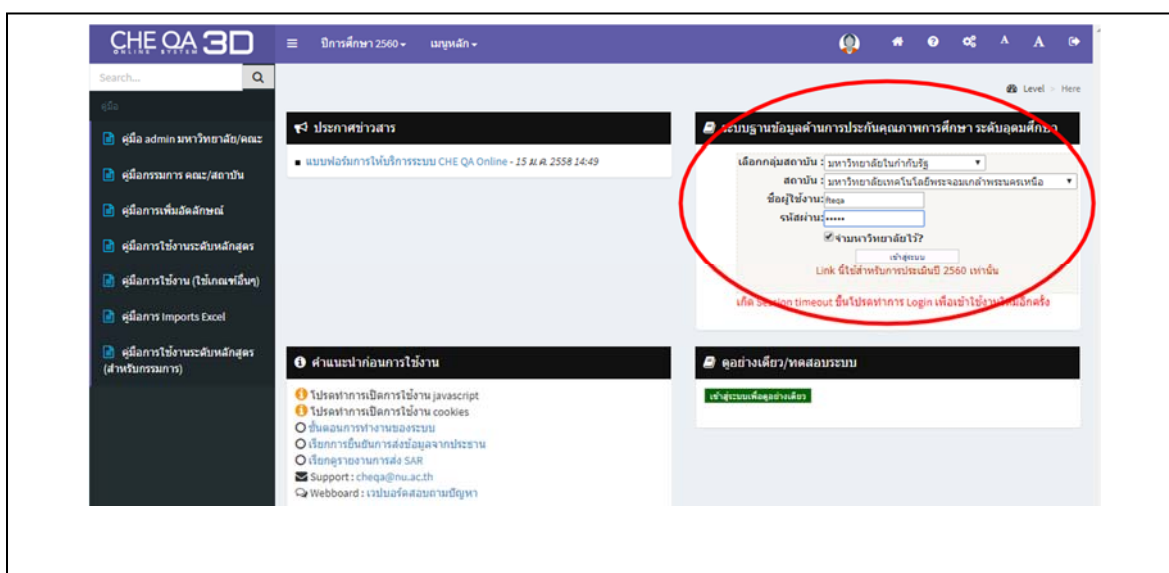 CHE QA 3D
ONLINE SYSTEM
ปีการศึกษา 2560
เมนูหลัก
A A
Search...
คู่มือ
คู่มือ admin มหาวิทยาลัย/คณะ
คู่มือกรรมการ คณะ/สถาบัน
คู่มือการเพิ่มอัตลักษณ์
คู่มือการใช้งานระดับหลักสูตร
คู่มือการใช้งาน (ใช้เกณฑ์อื่นๆ)
คู่มือการ Imports Excel
คู่มือการใช้งานระดับหลักสูตร
(สำหรับกรรมการ)
Level > Here
ประกาศข่าวสาร
แบบฟอร์มการให้บริการระบบ CHE QA Online - 15 ม.ค. 2558 14:49
ระบบฐานข้อมูลด้านการประกันคุณภาพการศึกษา ระดับอุดมศึกษา
เลือกกลุ่มสถาบัน : มหาวิทยาลัยในกำกับรัฐ
สถาบัน : มหาวิทยาลัยเทคโนโลยีพระจอมเกล้าพระนครเหนือ
ชื่อผู้ใช้งาน: fteqa
รหัสผ่าน: •••••
จำมหาวิทยาลัยไว้?
เข้าสู่ระบบ
Link นี้ใช้สำหรับการประเมินปี 2560 เท่านั้น
เกิด Session timeout ขึ้นโปรดทำการ Login เพื่อเข้าใช้งานใหม่อีกครั้ง
คำแนะนำก่อนการใช้งาน
โปรดทำการเปิดการใช้งาน javascript
โปรดทำการเปิดการใช้งาน cookies
ขั้นตอนการทำงานของระบบ
เรียกการยืนยันการส่งข้อมูลจากประธาน
เรียกดูรายงานการส่ง SAR
Support : cheqa@nu.ac.th
Webboard : เวปบอร์ดสอบถามปัญหา
ดูอย่างเดียว/ทดสอบระบบ
เข้าสู่ระบบเพื่อดูอย่างเดียว